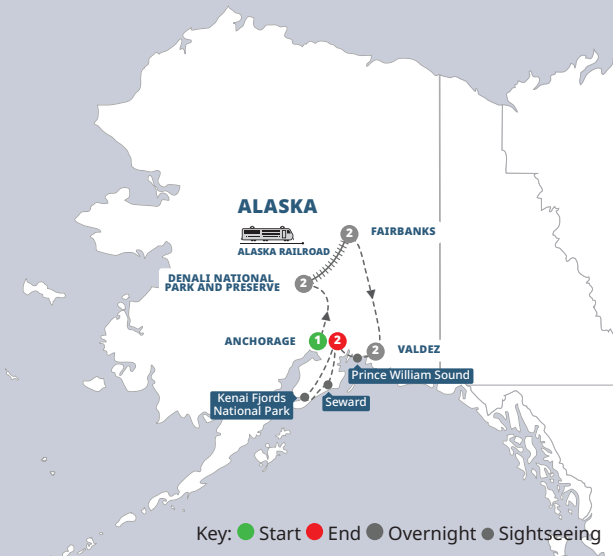 ALASKA
ALASKA RAILROAD
2
FAIRBANKS
DENALI NATIONAL
PARK AND PRESERVE
2
ANCHORAGE
1
2
2
VALDEZ
Prince William Sound
Kenai Fjords
National Park
Seward
Key: Start End Overnight Sightseeing